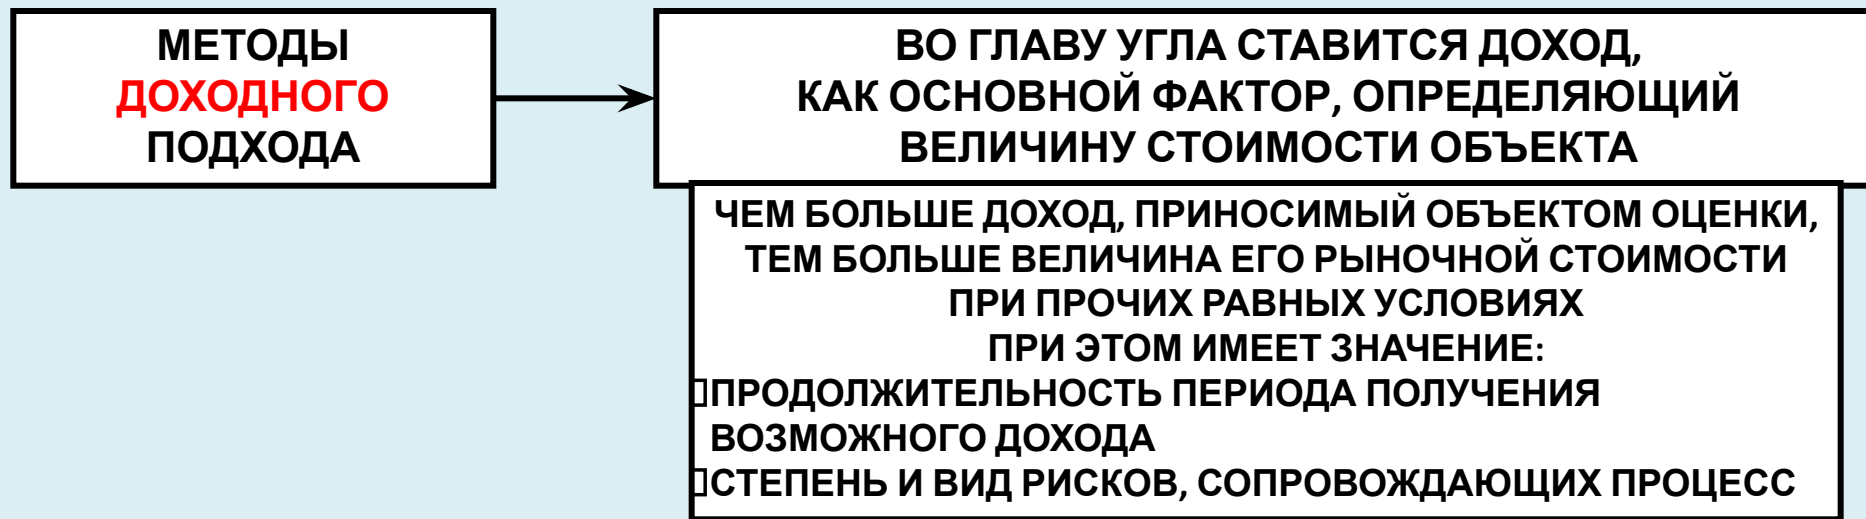 МЕТОДЫ
ДОХОДНОГО
ПОДХОДА
ВО ГЛАВУ УГЛА СТАВИТСЯ ДОХОД,
КАК ОСНОВНОЙ ФАКТОР, ОПРЕДЕЛЯЮЩИЙ
ВЕЛИЧИНУ СТОИМОСТИ ОБЪЕКТА
ЧЕМ БОЛЬШЕ ДОХОД, ПРИНОСИМЫЙ ОБЪЕКТОМ ОЦЕНКИ,
ТЕМ БОЛЬШЕ ВЕЛИЧИНА ЕГО РЫНОЧНОЙ СТОИМОСТИ
ПРИ ПРОЧИХ РАВНЫХ УСЛОВИЯХ
ПРИ ЭТОМ ИМЕЕТ ЗНАЧЕНИЕ:
ПРОДОЛЖИТЕЛЬНОСТЬ ПЕРИОДА ПОЛУЧЕНИЯ
ВОЗМОЖНОГО ДОХОДА
СТЕПЕНЬ И ВИД РИСКОВ, СОПРОВОЖДАЮЩИХ ПРОЦЕСС